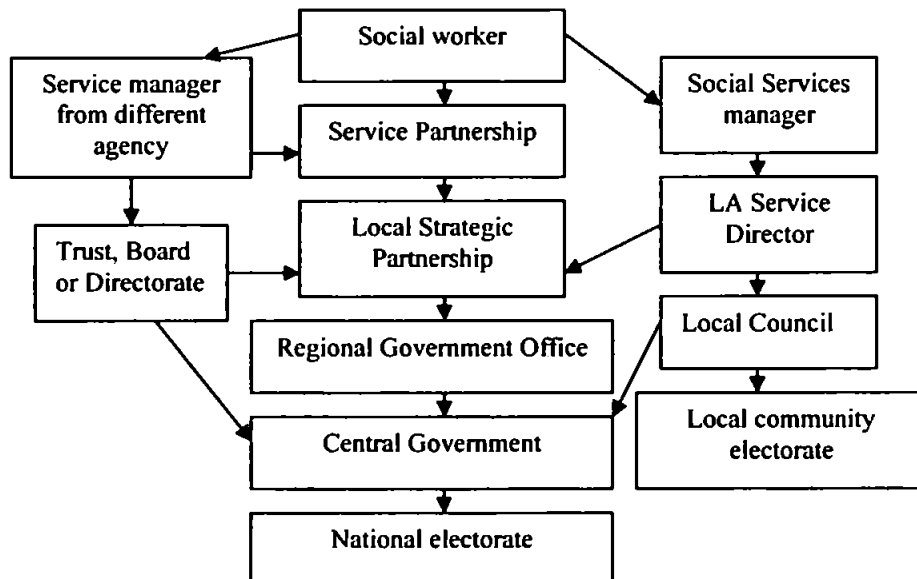 Social worker
Service manager
from different
agency
Social Services
manager
Service Partnership
LA Service
Director
Local Strategic
Partnership
Trust, Board
or Directorate
Local Council
Regional Government Office
Local community
electorate
Central Government
National electorate